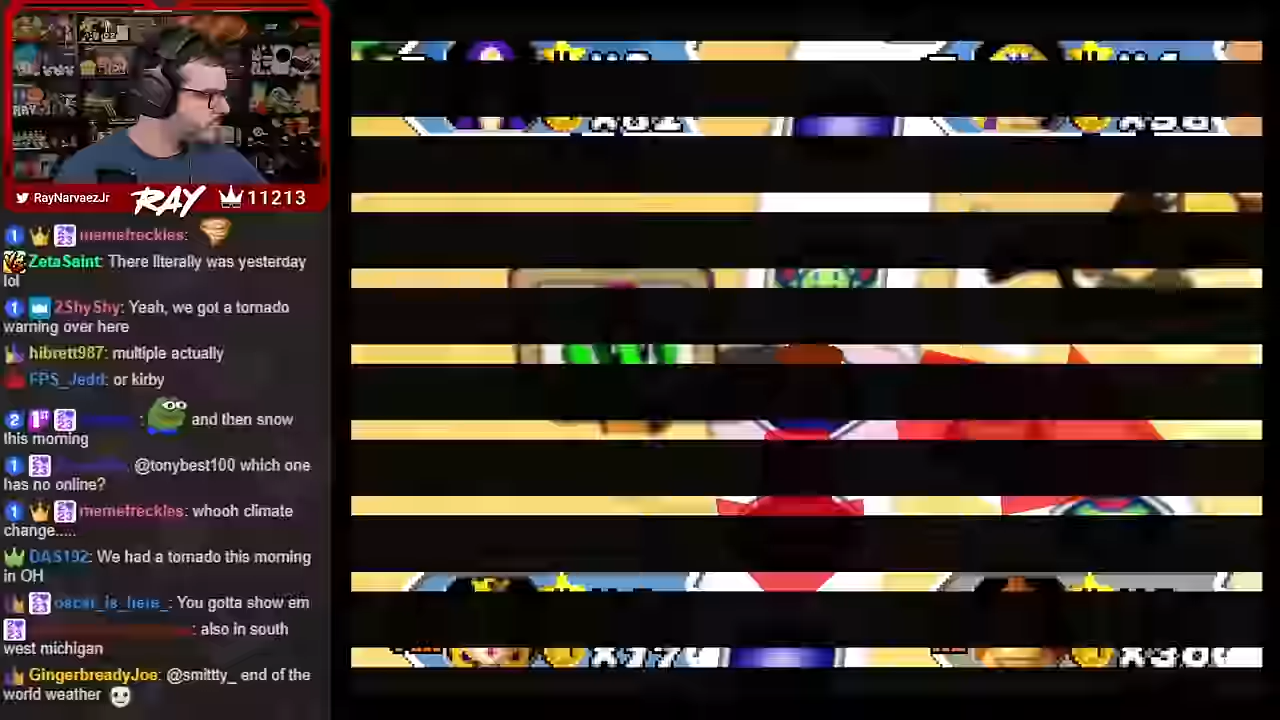 RayNarvaezJr RAY 11213
memefreckles:
ZetaSaint: There literally was yesterday
lol
2ShyShy: Yeah, we got a tornado
warning over here
hibrett987: multiple actually
FPS_Jedd: or kirby
: and then snow
this morning
@tonybest100 which one
has no online?
memefreckles: whooh climate
change.....
DAS192: We had a tornado this morning
in OH
oscar_is_here_: You gotta show em
: also in south
west michigan
GingerbreadyJoe: @smittty_ end of the
world weather